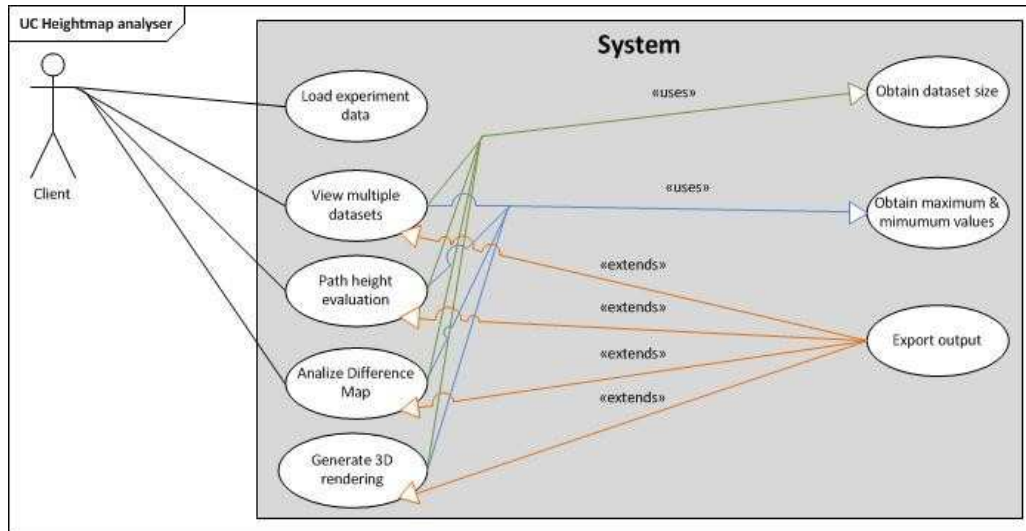 UC Heightmap analyser
System
Client
Load experiment
data
View multiple
datasets
Path height
evaluation
Analize Difference
Map
Generate 3D
rendering
«uses»
«uses»
«extends»
«extends»
«extends»
«extends»
Obtain dataset size
Obtain maximum &
mimumum values
Export output